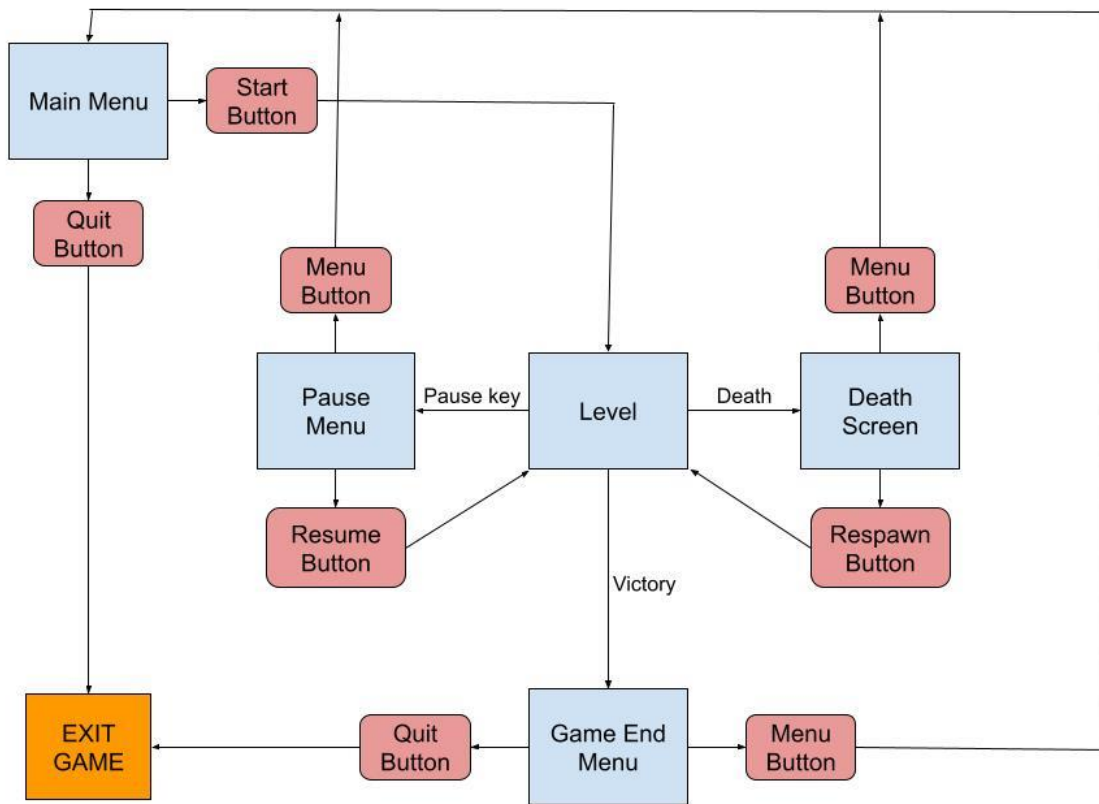 Main Menu
Start
Button
Quit
Button
Menu
Button
Menu
Button
Pause
Menu
Pause key
Level
Death
Death
Screen
Resume
Button
Respawn
Button
Victory
EXIT
GAME
Quit
Button
Game End
Menu
Menu
Button